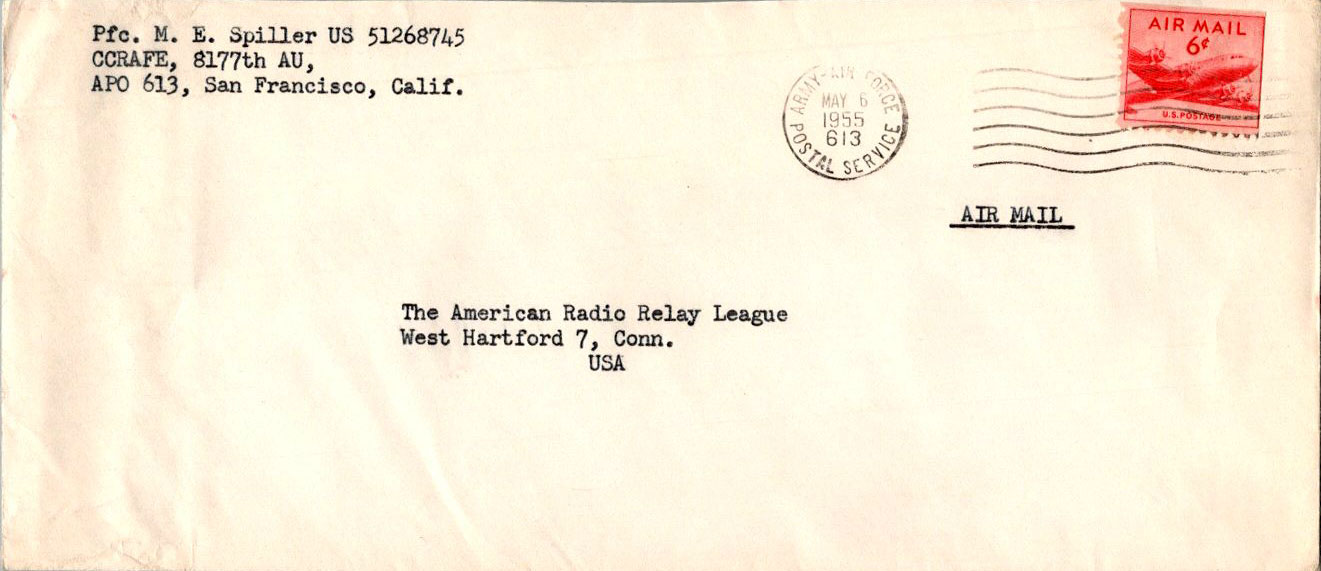 Pfc. M. E. Spiller US 51268745
CCRAFE, 8177th AU,
APO 613, San Francisco, Calif.
AIR MAIL
6¢
U.S. POSTAGE
ARMY-AIR FORCE
MAY 6
1955
613
POSTAL SERVICE
AIR MAIL
The American Radio Relay League
West Hartford 7, Conn.
USA